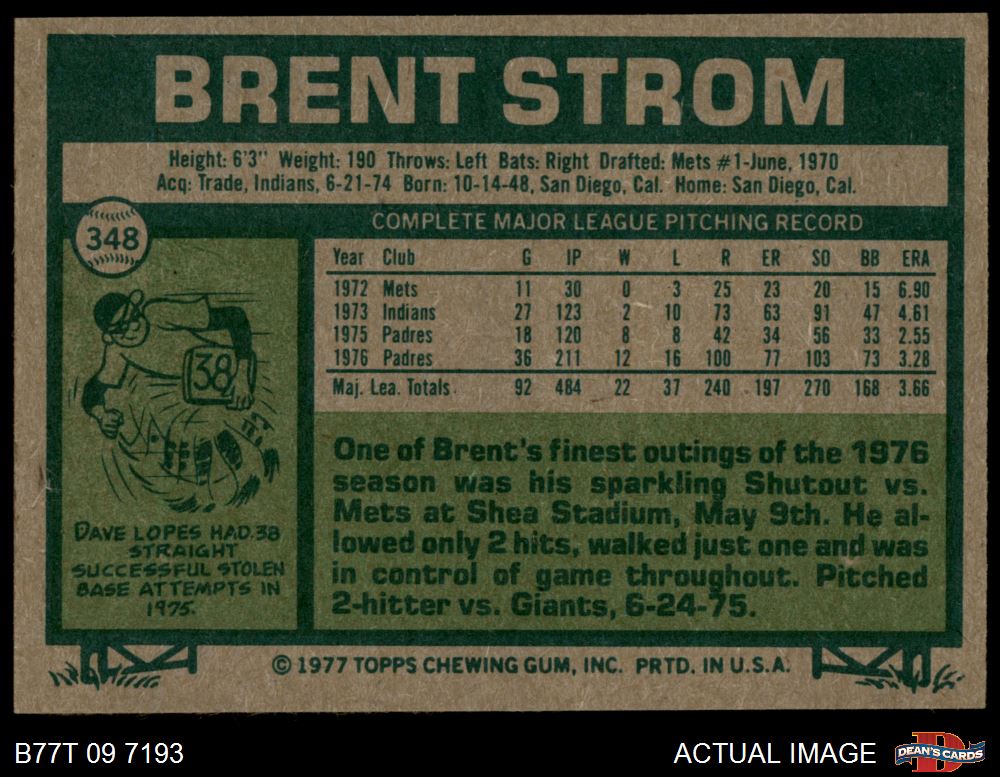 BRENT STROM
Height: 6'3" Weight: 190 Throws: Left Bats: Right Drafted: Mets #1-June, 1970
Acq: Trade, Indians, 6-21-74 Born: 10-14-48, San Diego, Cal. Home: San Diego, Cal.
348
COMPLETE MAJOR LEAGUE PITCHING RECORD
Year Club G IP W L R ER SO BB ERA
1972 Mets 11 30 0 3 25 23 20 15 6.90
1973 Indians 27 123 2 10 73 63 91 47 4.61
1975 Padres 18 120 8 8 42 34 56 33 2.55
1976 Padres 36 211 12 16 100 77 103 73 3.28
Maj. Lea. Totals 92 484 22 37 240 197 270 168 3.66
38
DAVE LOPES HAD 38
STRAIGHT
SUCCESSFUL STOLEN
BASE ATTEMPTS IN
1975.
One of Brent's finest outings of the 1976
season was his sparkling Shutout vs.
Mets at Shea Stadium, May 9th. He al-
lowed only 2 hits, walked just one and was
in control of game throughout. Pitched
2-hitter vs. Giants, 6-24-75.
© 1977 TOPPS CHEWING GUM, INC. PRTD. IN U.S.A.
B77T 09 7193
ACTUAL IMAGE
DEAN'S CARDS